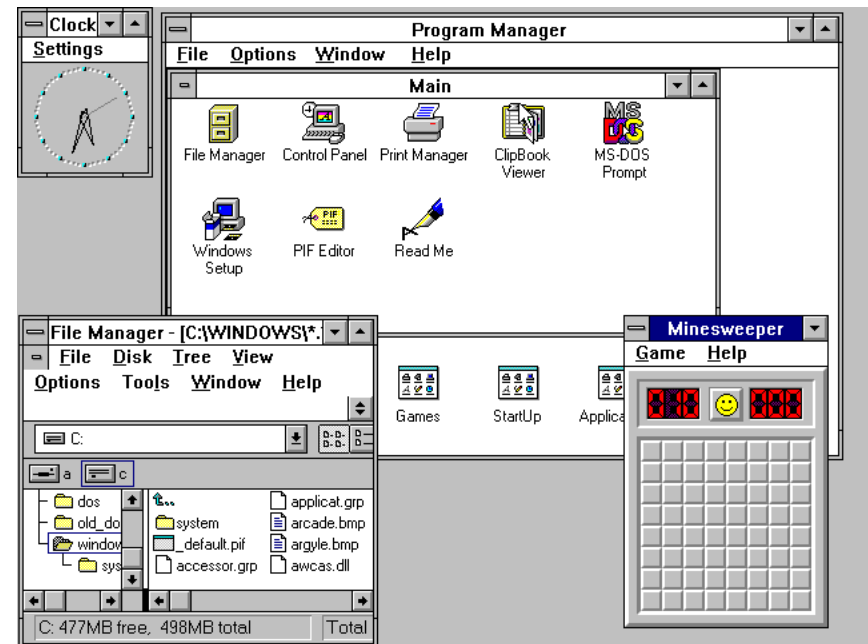 Clock
Settings
Program Manager
File Options Window Help
Main
File Manager
Control Panel
Print Manager
ClipBook
Viewer
MS-DOS
Prompt
MS
DOS
Windows
Setup
PIF
PIF Editor
Read Me
Games
StartUp
Applica
File Manager - [C:\WINDOWS\*.
File Disk Tree View
Options Tools Window Help
C:
a c
dos
old_do
window
sys
system
_default.pif
accessor.grp
applicat.grp
arcade.bmp
argyle.bmp
awcas.dll
C: 477MB free, 498MB total
Total
Minesweeper
Game Help